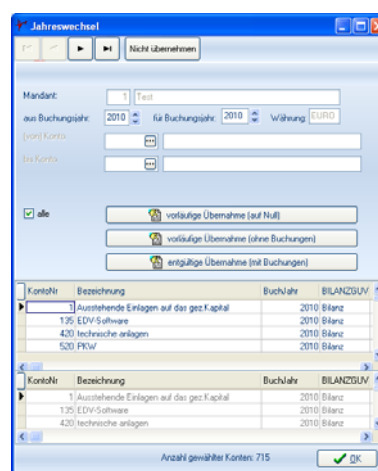 Jahreswechsel
Nicht übernehmen
Mandant: 1 Test
aus Buchungsjahr: 2010 für Buchungsjahr: 2010 Währung: EURO
(von) Konto:
bis Konto:
alle
vorläufige Übernahme (auf Null)
vorläufige Übernahme (ohne Buchungen)
entgültige Übernahme (mit Buchungen)
KontoNr Bezeichnung BuchJahr BILANZGUV
1 Ausstehende Einlagen auf das gez.Kapital 2010 Bilanz
135 EDV-Software 2010 Bilanz
420 technische anlagen 2010 Bilanz
520 PKW 2010 Bilanz
KontoNr Bezeichnung BuchJahr BILANZGUV
1 Ausstehende Einlagen auf das gez.Kapital 2010 Bilanz
135 EDV-Software 2010 Bilanz
420 technische anlagen 2010 Bilanz
Anzahl gewählter Konten: 715 OK